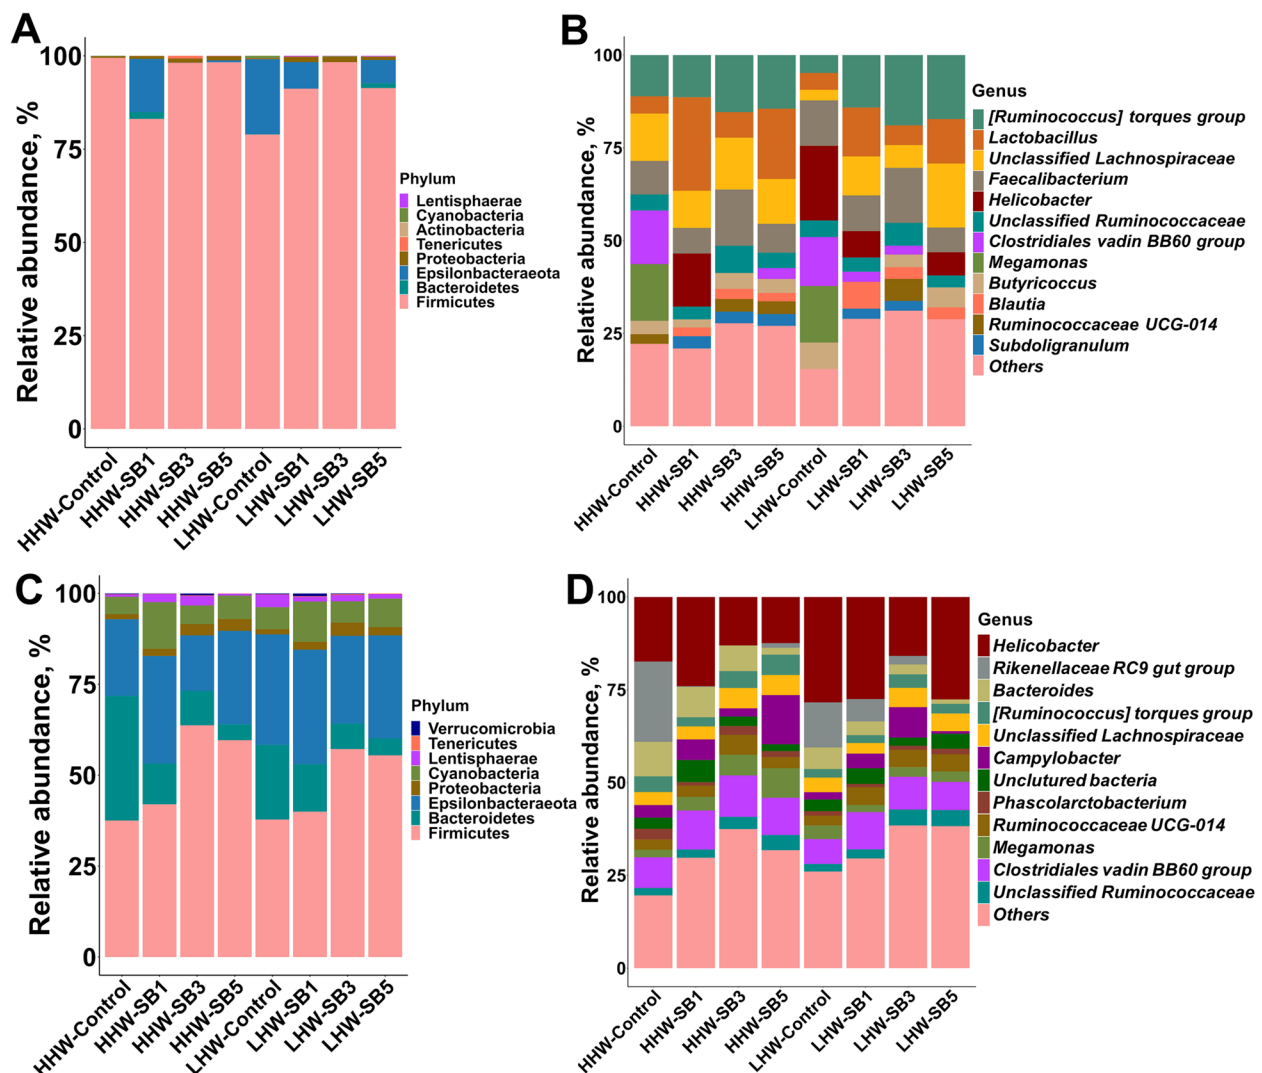 A
Relative abundance, %
100
75
50
25
0
HHW-Control
HHW-SB1
HHW-SB3
HHW-SB5
LHW-Control
LHW-SB1
LHW-SB3
LHW-SB5
Phylum
Lentisphaerae
Cyanobacteria
Actinobacteria
Tenericutes
Proteobacteria
Epsilonbacteraeota
Bacteroidetes
Firmicutes
B
Relative abundance, %
100
75
50
25
0
HHW-Control
HHW-SB1
HHW-SB3
HHW-SB5
LHW-Control
LHW-SB1
LHW-SB3
LHW-SB5
Genus
[Ruminococcus] torques group
Lactobacillus
Unclassified Lachnospiraceae
Faecalibacterium
Helicobacter
Unclassified Ruminococcaceae
Clostridiales vadin BB60 group
Megamonas
Butyricoccus
Blautia
Ruminococcaceae UCG-014
Subdoligranulum
Others
C
Relative abundance, %
100
75
50
25
0
HHW-Control
HHW-SB1
HHW-SB3
HHW-SB5
LHW-Control
LHW-SB1
LHW-SB3
LHW-SB5
Phylum
Verrucomicrobia
Tenericutes
Lentisphaerae
Cyanobacteria
Proteobacteria
Epsilonbacteraeota
Bacteroidetes
Firmicutes
D
Relative abundance, %
100
75
50
25
0
HHW-Control
HHW-SB1
HHW-SB3
HHW-SB5
LHW-Control
LHW-SB1
LHW-SB3
LHW-SB5
Genus
Helicobacter
Rikenellaceae RC9 gut group
Bacteroides
[Ruminococcus] torques group
Unclassified Lachnospiraceae
Campylobacter
Unclutured bacteria
Phascolarctobacterium
Ruminococcaceae UCG-014
Megamonas
Clostridiales vadin BB60 group
Unclassified Ruminococcaceae
Others